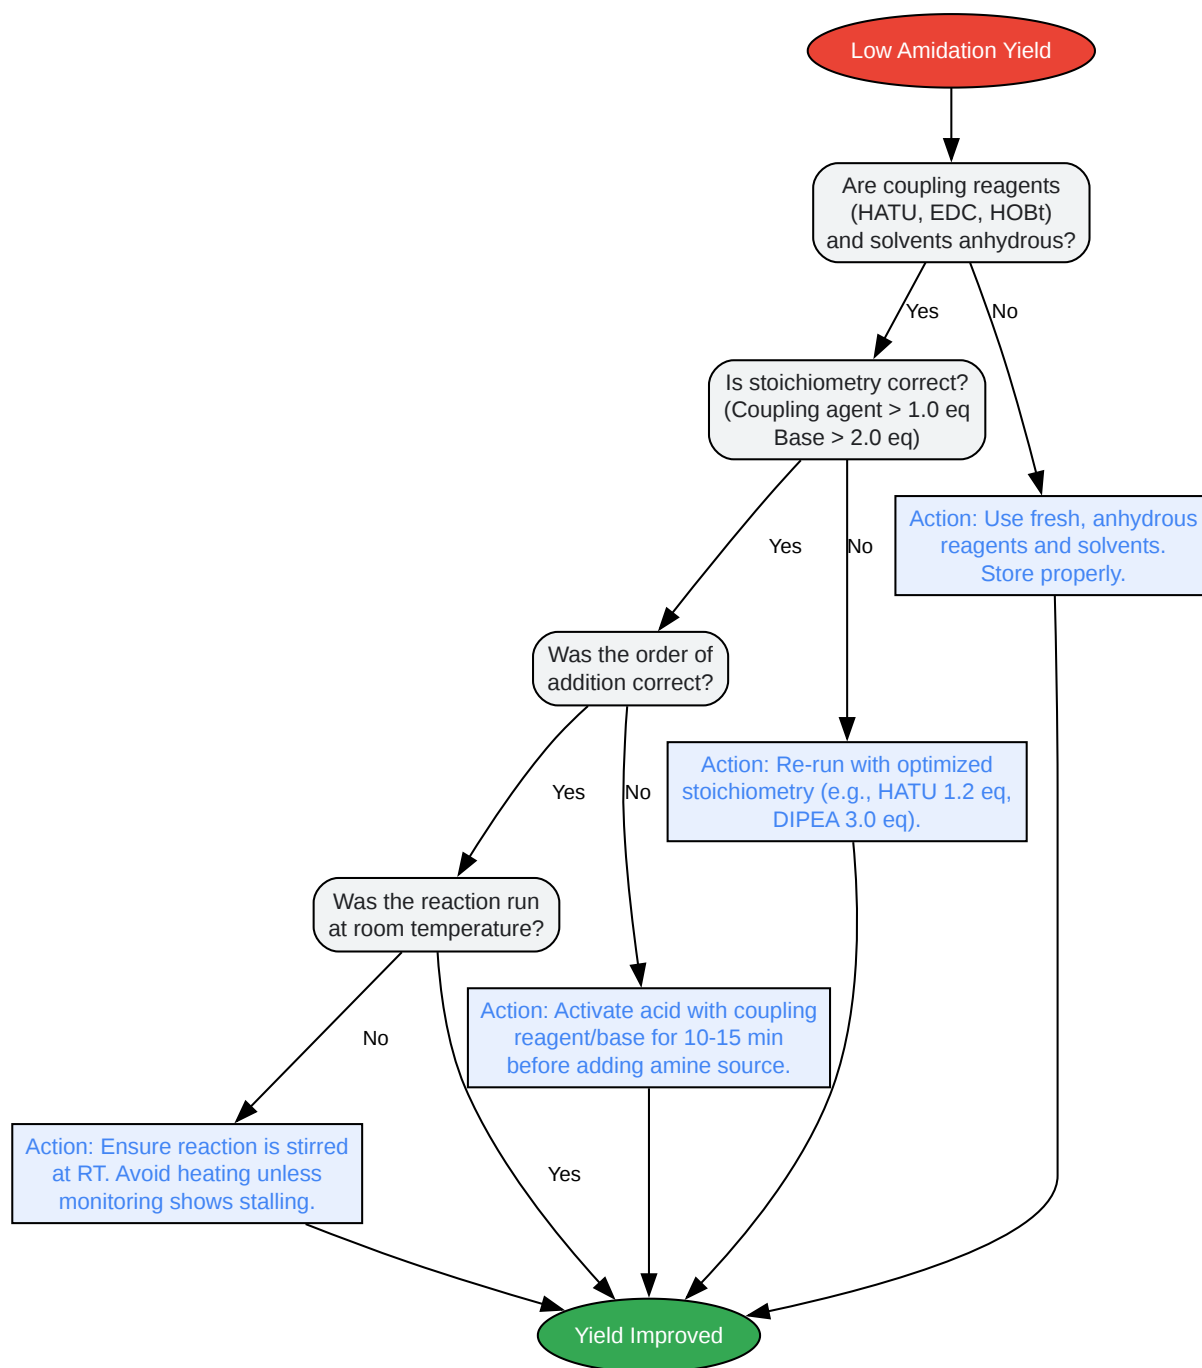 Low Amidation Yield
Are coupling reagents
(HATU, EDC, HOBt)
and solvents anhydrous?
Yes
No
Is stoichiometry correct?
(Coupling agent > 1.0 eq
Base > 2.0 eq)
Yes
No
Action: Use fresh, anhydrous
reagents and solvents.
Store properly.
Was the order of
addition correct?
Yes
No
Action: Re-run with optimized
stoichiometry (e.g., HATU 1.2 eq,
DIPEA 3.0 eq).
Was the reaction run
at room temperature?
No
Yes
Action: Activate acid with coupling
reagent/base for 10-15 min
before adding amine source.
Action: Ensure reaction is stirred
at RT. Avoid heating unless
monitoring shows stalling.
Yield Improved